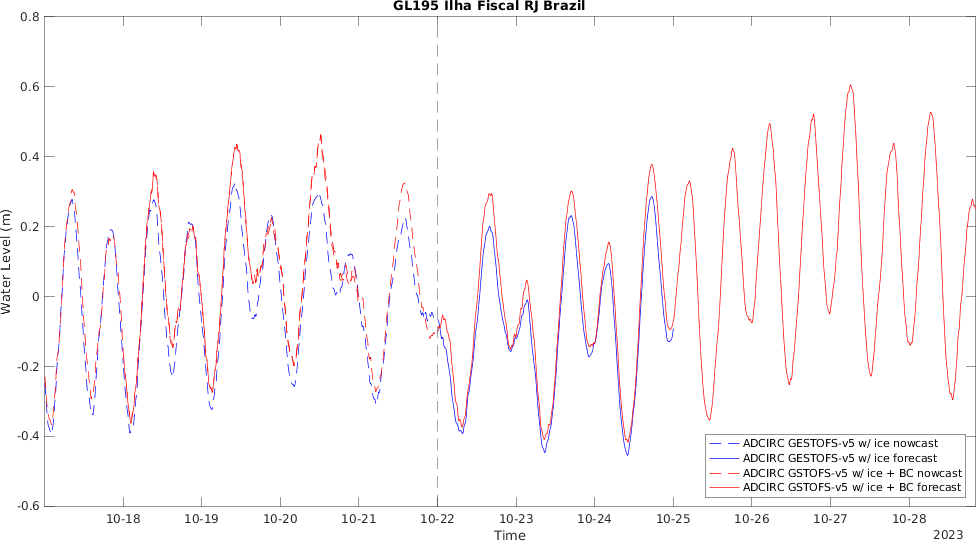 GL195 Ilha Fiscal RJ Brazil
0.8
0.6
0.4
0.2
0
-0.2
-0.4
-0.6
Water Level (m)
ADCIRC GESTOFS-v5 w/ ice nowcast
ADCIRC GESTOFS-v5 w/ ice forecast
ADCIRC GSTOFS-v5 w/ ice + BC nowcast
ADCIRC GSTOFS-v5 w/ ice + BC forecast
10-18 10-19 10-20 10-21 10-22 10-23 10-24 10-25 10-26 10-27 10-28
Time
2023